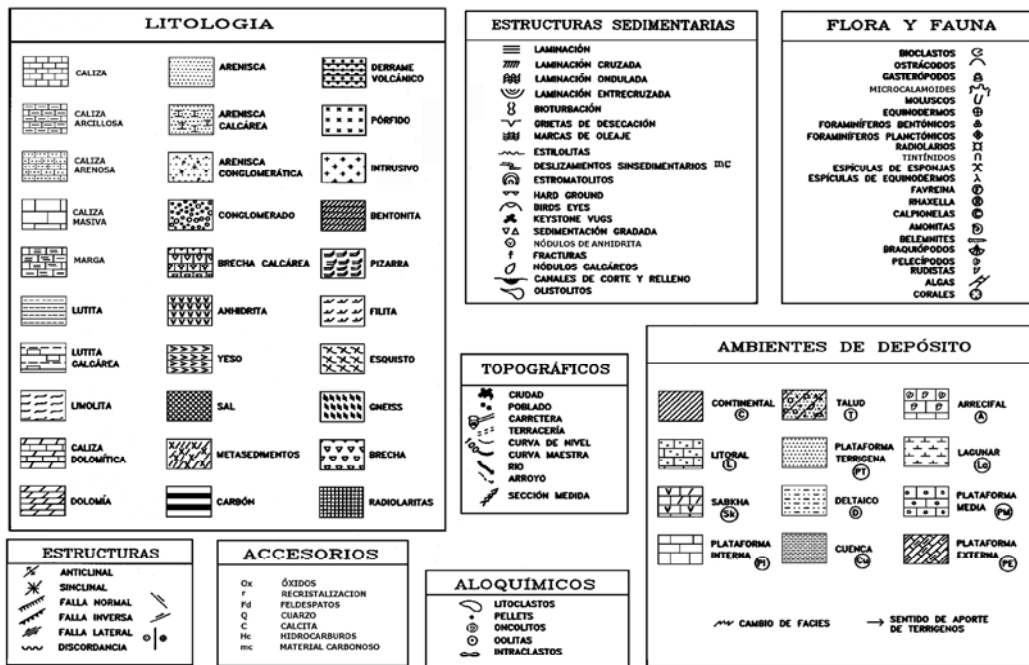 LITOLOGIA
CALIZA
ARENISCA
DERRAME
VOLCÁNICO
CALIZA
ARCILLOSA
ARENISCA
CALCÁREA
PÓRFIDO
CALIZA
ARENOSA
ARENISCA
CONGLOMERÁTICA
INTRUSIVO
CALIZA
MASIVA
CONGLOMERADO
BENTONITA
MARGA
BRECHA CALCÁREA
PIZARRA
LUTITA
ANHIDRITA
FILITA
LUTITA
CALCÁREA
YESO
ESQUISTO
LIMOLITA
SAL
GNEISS
CALIZA
DOLOMÍTICA
METASEDIMENTOS
BRECHA
DOLOMÍA
CARBÓN
RADIOLARITAS
ESTRUCTURAS SEDIMENTARIAS
LAMINACIÓN
LAMINACIÓN CRUZADA
LAMINACIÓN ONDULADA
LAMINACIÓN ENTRECRUZADA
BIOTURBACIÓN
GRIETAS DE DESECACIÓN
MARCAS DE OLEAJE
ESTILOLITAS
DESLIZAMIENTOS SINSEDIMENTARIOS mc
ESTROMATOLITOS
HARD GROUND
BIRDS EYES
KEYSTONE VUGS
SEDIMENTACIÓN GRADADA
NÓDULOS DE ANHIDRITA
f FRACTURAS
NÓDULOS CALCÁREOS
CANALES DE CORTE Y RELLENO
OLISTOLITOS
FLORA Y FAUNA
BIOCLASTOS
OSTRÁCODOS
GASTERÓPODOS
MICROCALAMOIDES
MOLUSCOS
EQUINODERMOS
FORAMINÍFEROS BENTÓNICOS
FORAMINÍFEROS PLANCTÓNICOS
RADIOLARIOS
TINTÍNIDOS
ESPÍCULAS DE ESPONJAS
ESPÍCULAS DE EQUINODERMOS
FAVREINA F
RHAXELLA R
CALPIONELAS C
AMONITAS
BELEMNITES
BRAQUIÓPODOS
PELECÍPODOS
RUDISTAS
ALGAS
CORALES
TOPOGRÁFICOS
CIUDAD
POBLADO
CARRETERA
TERRACERÍA
100 CURVA DE NIVEL
CURVA MAESTRA
RIO
ARROYO
SECCIÓN MEDIDA
AMBIENTES DE DEPÓSITO
CONTINENTAL
C
TALUD
T
ARRECIFAL
A
LITORAL
L
PLATAFORMA
TERRIGENA
PT
LAGUNAR
La
SABKHA
Sk
DELTAICO
D
PLATAFORMA
MEDIA PM
PLATAFORMA
INTERNA PI
CUENCA
Cu
PLATAFORMA
EXTERNA PE
CAMBIO DE FACIES
SENTIDO DE APORTE
DE TERRIGENOS
ESTRUCTURAS
ANTICLINAL
SINCLINAL
FALLA NORMAL
FALLA INVERSA
FALLA LATERAL
DISCORDANCIA
ACCESORIOS
Ox ÓXIDOS
r RECRISTALIZACION
Fd FELDESPATOS
Q CUARZO
C CALCITA
Hc HIDROCARBUROS
mc MATERIAL CARBONOSO
ALOQUÍMICOS
LITOCLASTOS
PELLETS
ONCOLITOS
OOLITAS
INTRACLASTOS